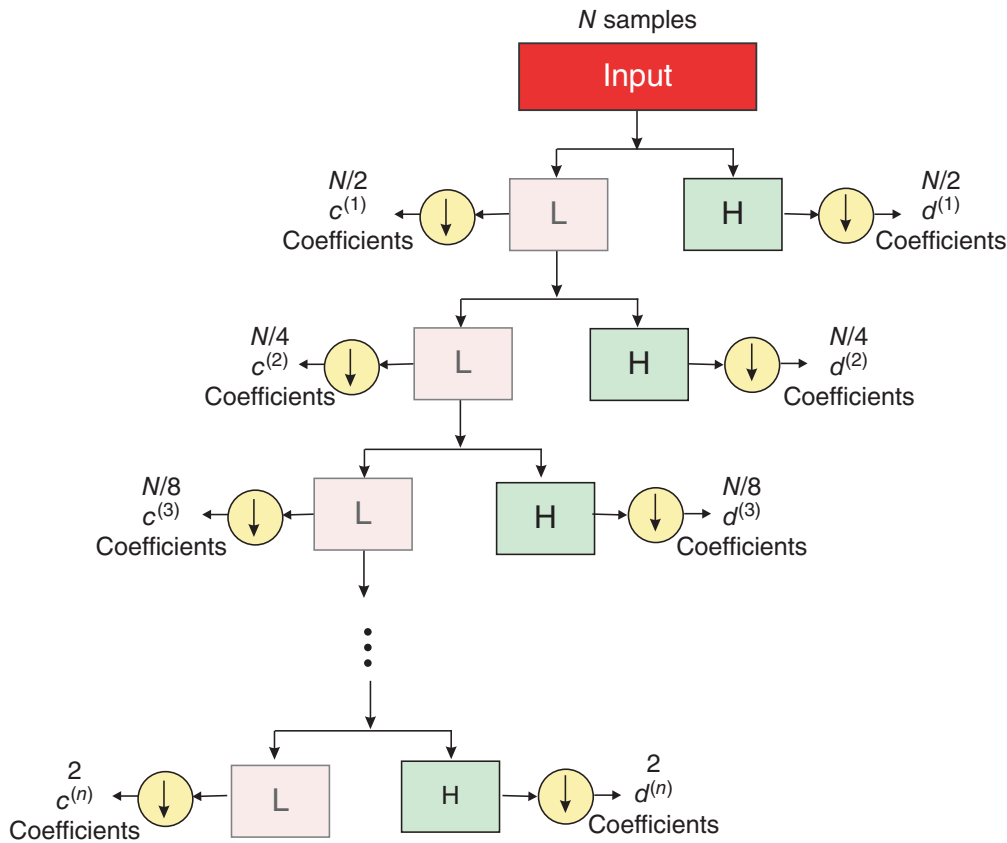 N samples
Input
N/2
c(1)
Coefficients
L
H
N/2
d(1)
Coefficients
N/4
c(2)
Coefficients
L
H
N/4
d(2)
Coefficients
N/8
c(3)
Coefficients
L
H
N/8
d(3)
Coefficients
2
c(n)
Coefficients
L
H
2
d(n)
Coefficients